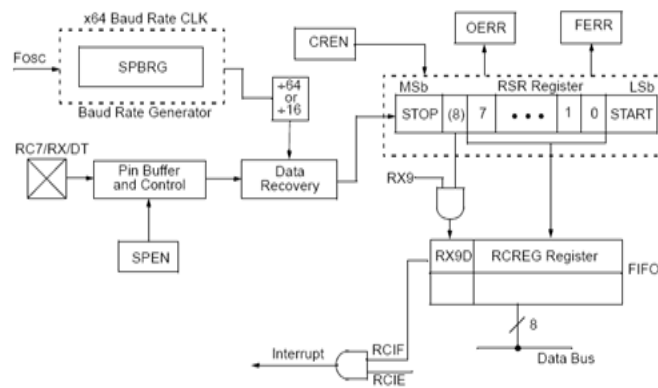 x64 Baud Rate CLK
Fosc
SPBRG
Baud Rate Generator
÷64
or
÷16
CREN
OERR
FERR
MSb
RSR Register
LSb
STOP
(8)
7
• • •
1
0
START
RC7/RX/DT
Pin Buffer
and Control
Data
Recovery
SPEN
RX9
RX9D
RCREG Register
FIFO
8
Data Bus
Interrupt
RCIF
RCIE